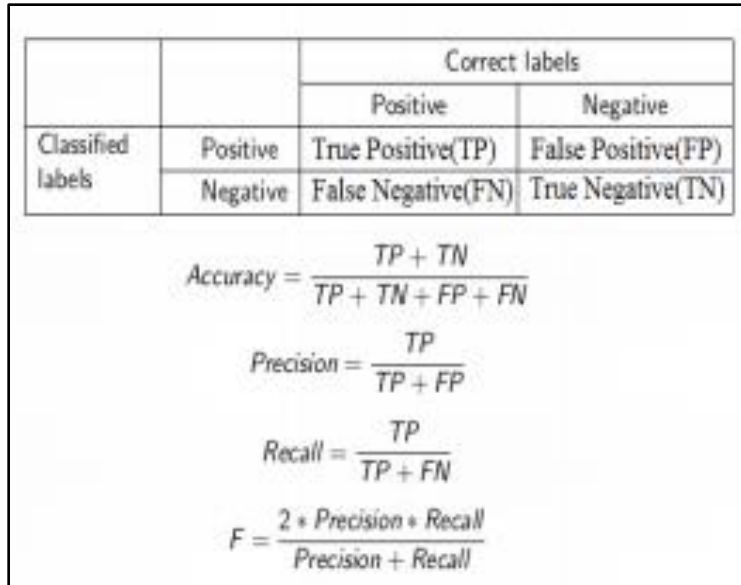 Correct labels
Positive Negative
Classified labels Positive True Positive(TP) False Positive(FP)
Negative False Negative(FN) True Negative(TN)
Accuracy = (TP + TN) / (TP + TN + FP + FN)
Precision = TP / (TP + FP)
Recall = TP / (TP + FN)
F = (2 * Precision * Recall) / (Precision + Recall)